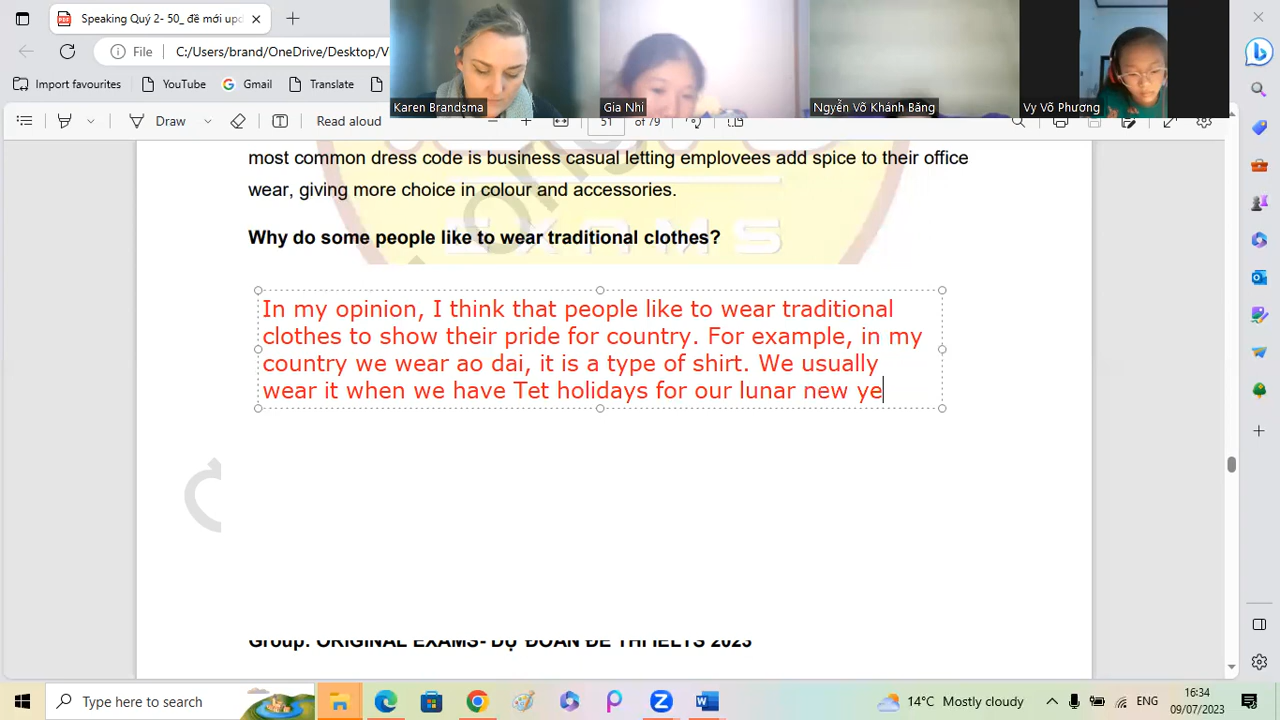 Speaking Quý 2- 50_ đề mới upd
File
C:/Users/brand/OneDrive/Desktop/V
Import favourites
YouTube
Gmail
Translate
Karen Brandsma
Gia Nhi
Nguyễn Võ Khánh Băng
Vy Võ Phương
Draw
Read aloud
51 of 79
most common dress code is business casual letting employees add spice to their office
wear, giving more choice in colour and accessories.
EXAMS
Why do some people like to wear traditional clothes?
In my opinion, I think that people like to wear traditional
clothes to show their pride for country. For example, in my
country we wear ao dai, it is a type of shirt. We usually
wear it when we have Tet holidays for our lunar new ye
Group: ORIGINAL EXAMS- DỰ ĐOÁN ĐỀ THI IELTS 2023
Type here to search
14°C Mostly cloudy
ENG
16:34
09/07/2023